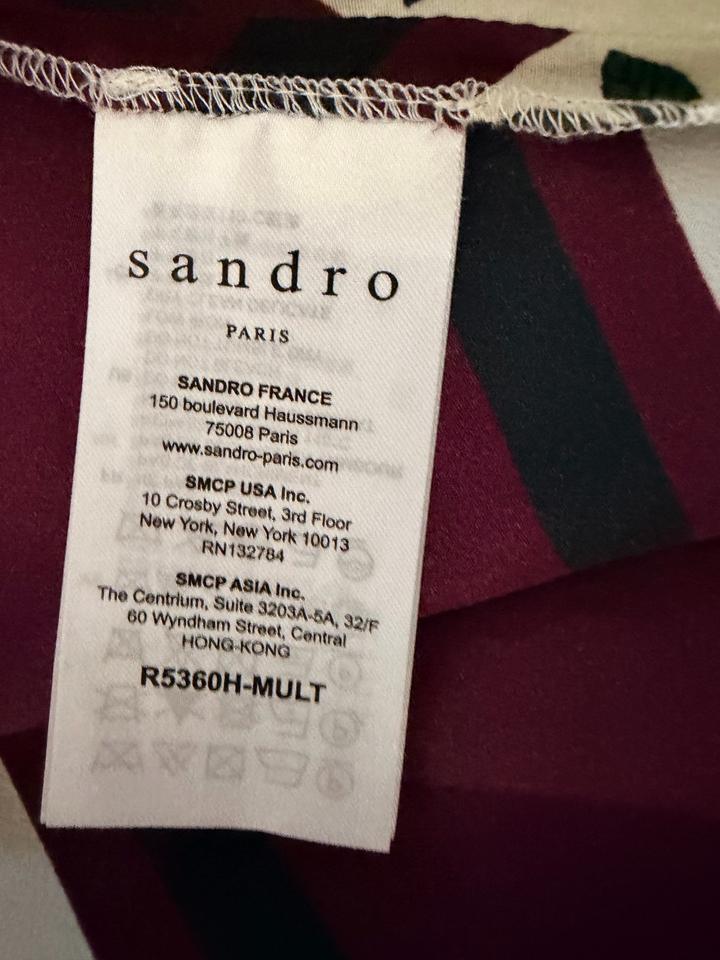 sandro
PARIS
SANDRO FRANCE
150 boulevard Haussmann
75008 Paris
www.sandro-paris.com
SMCP USA Inc.
10 Crosby Street, 3rd Floor
New York, New York 10013
RN132784
SMCP ASIA Inc.
The Centrium, Suite 3203A-5A, 32/F
60 Wyndham Street, Central
HONG-KONG
R5360H-MULT